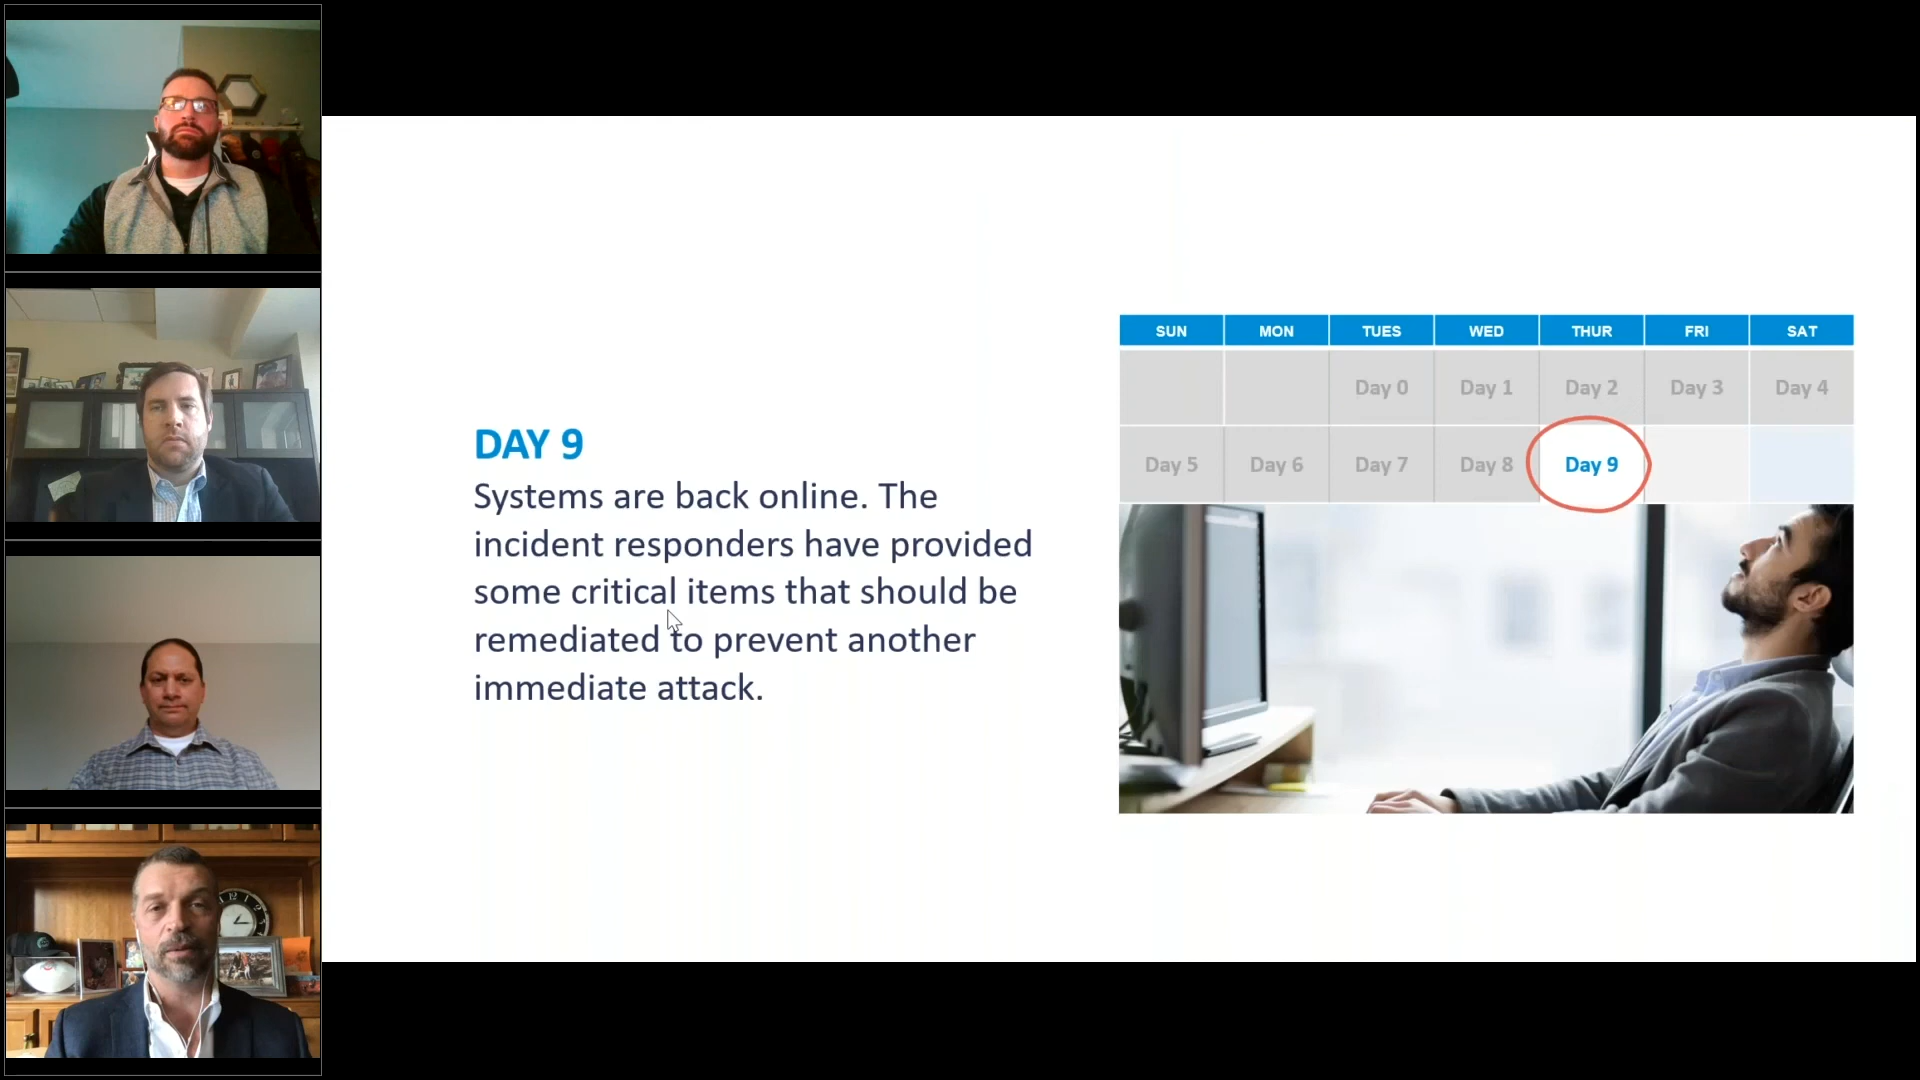 DAY 9
Systems are back online. The
incident responders have provided
some critical items that should be
remediated to prevent another
immediate attack.
SUN MON TUES WED THUR FRI SAT
Day 0 Day 1 Day 2 Day 3 Day 4
Day 5 Day 6 Day 7 Day 8 Day 9